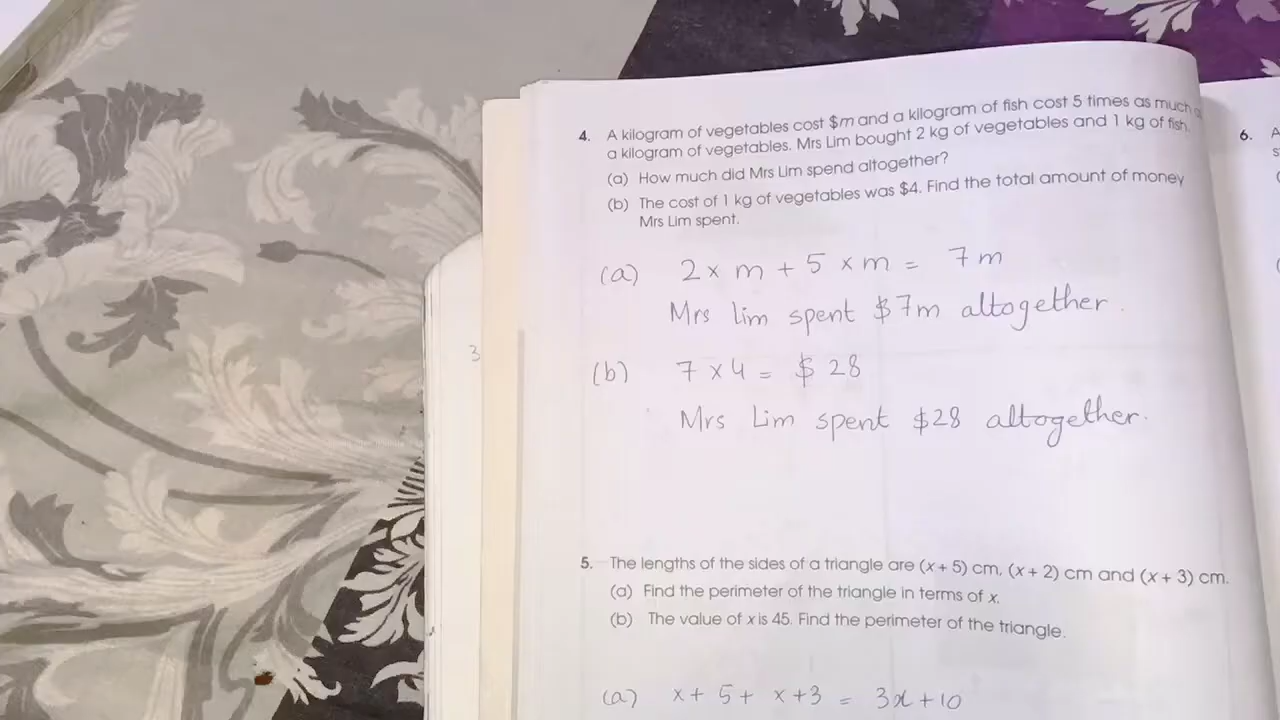 4. A kilogram of vegetables cost $m and a kilogram of fish cost 5 times as much
a kilogram of vegetables. Mrs Lim bought 2 kg of vegetables and 1 kg of fish.
(a) How much did Mrs Lim spend altogether?
(b) The cost of 1 kg of vegetables was $4. Find the total amount of money
Mrs Lim spent.
(a) 2 × m + 5 × m = 7m
Mrs lim spent $7m altogether.
(b) 7 × 4 = $ 28
Mrs Lim spent $28 altogether.
5. The lengths of the sides of a triangle are (x + 5) cm, (x + 2) cm and (x + 3) cm.
(a) Find the perimeter of the triangle in terms of x.
(b) The value of x is 45. Find the perimeter of the triangle.
(a) x + 5 + x + 3 = 3x + 10
3
6. A